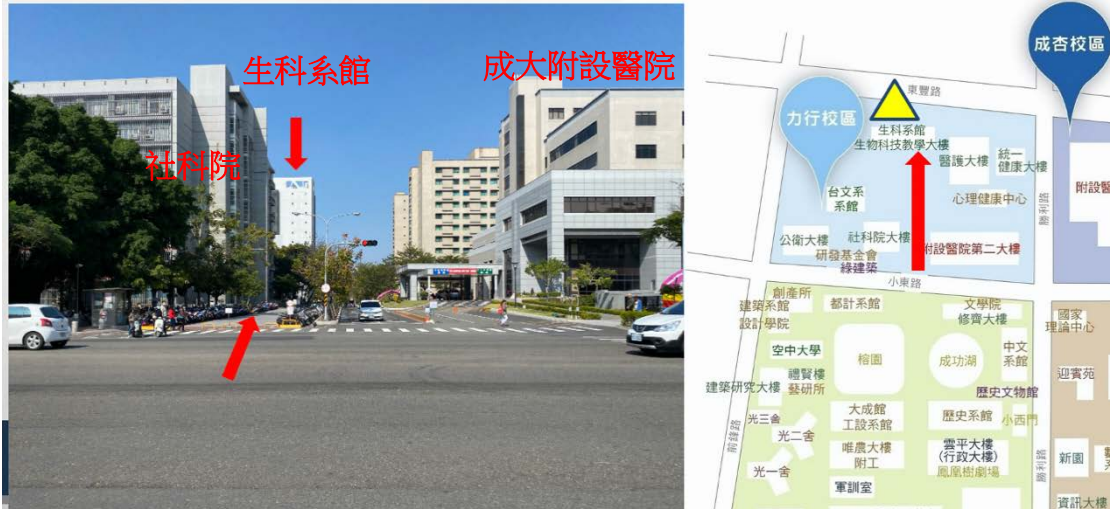 生科系館
成大附設醫院
社科院
成杏校區
力行校區
東豐路
生科系館
生物科技教學大樓
醫護大樓
統一
健康大樓
心理健康中心
台文系
系館
公衛大樓
社科院大樓
研發基金會
綠建築
附設醫院第二大樓
勝利路
附設醫
小東路
創產所
建築系館
設計學院
都計系館
文學院
修齊大樓
國家
理論中心
空中大學
榕園
成功湖
中文
系館
禮賢樓
藝研所
建築研究大樓
迎賓苑
歷史文物館
大成館
工設系館
歷史系館
小西門
光三舍
光二舍
前鋒路
唯農大樓
附工
雲平大樓
(行政大樓)
鳳凰樹劇場
新園
光一舍
軍訓室
勝利路
資訊大樓